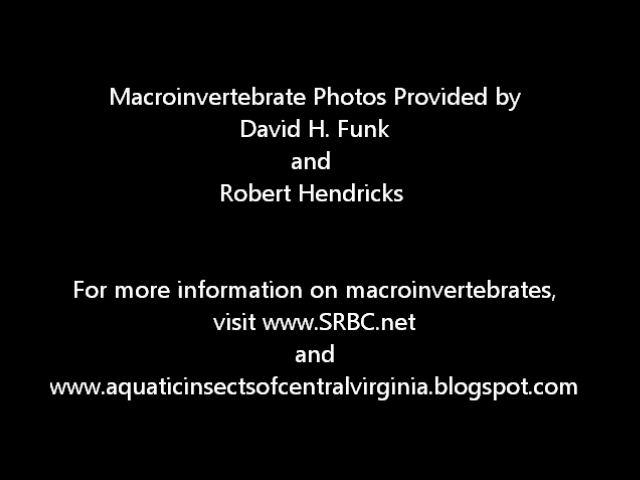 Macroinvertebrate Photos Provided by
David H. Funk
and
Robert Hendricks
For more information on macroinvertebrates,
visit www.SRBC.net
and
www.aquaticinsectsofcentralvirginia.blogspot.com